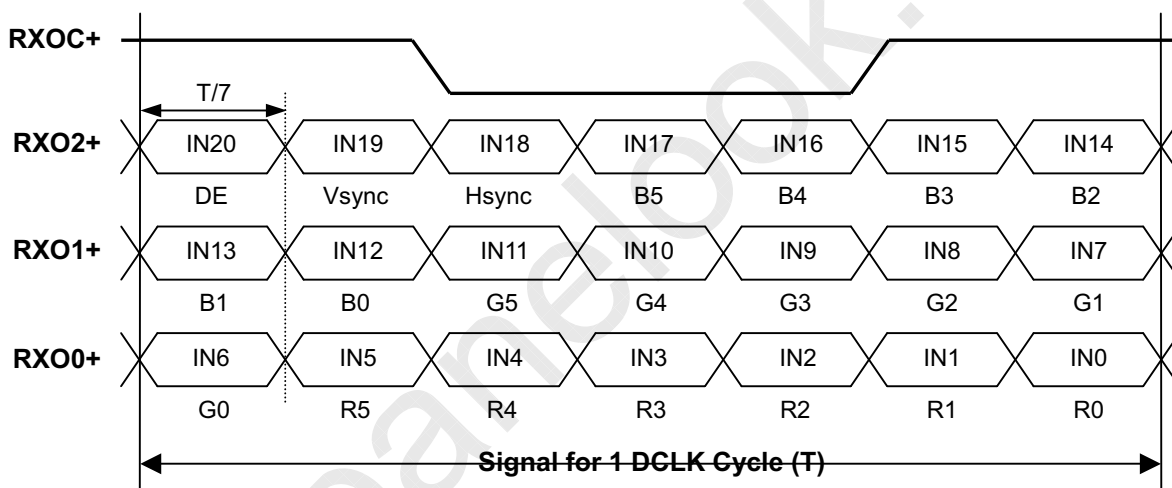 RXOC+
T/7
RXO2+ IN20 IN19 IN18 IN17 IN16 IN15 IN14
DE Vsync Hsync B5 B4 B3 B2
RXO1+ IN13 IN12 IN11 IN10 IN9 IN8 IN7
B1 B0 G5 G4 G3 G2 G1
RXO0+ IN6 IN5 IN4 IN3 IN2 IN1 IN0
G0 R5 R4 R3 R2 R1 R0
Signal for 1 DCLK Cycle (T)
panelook.